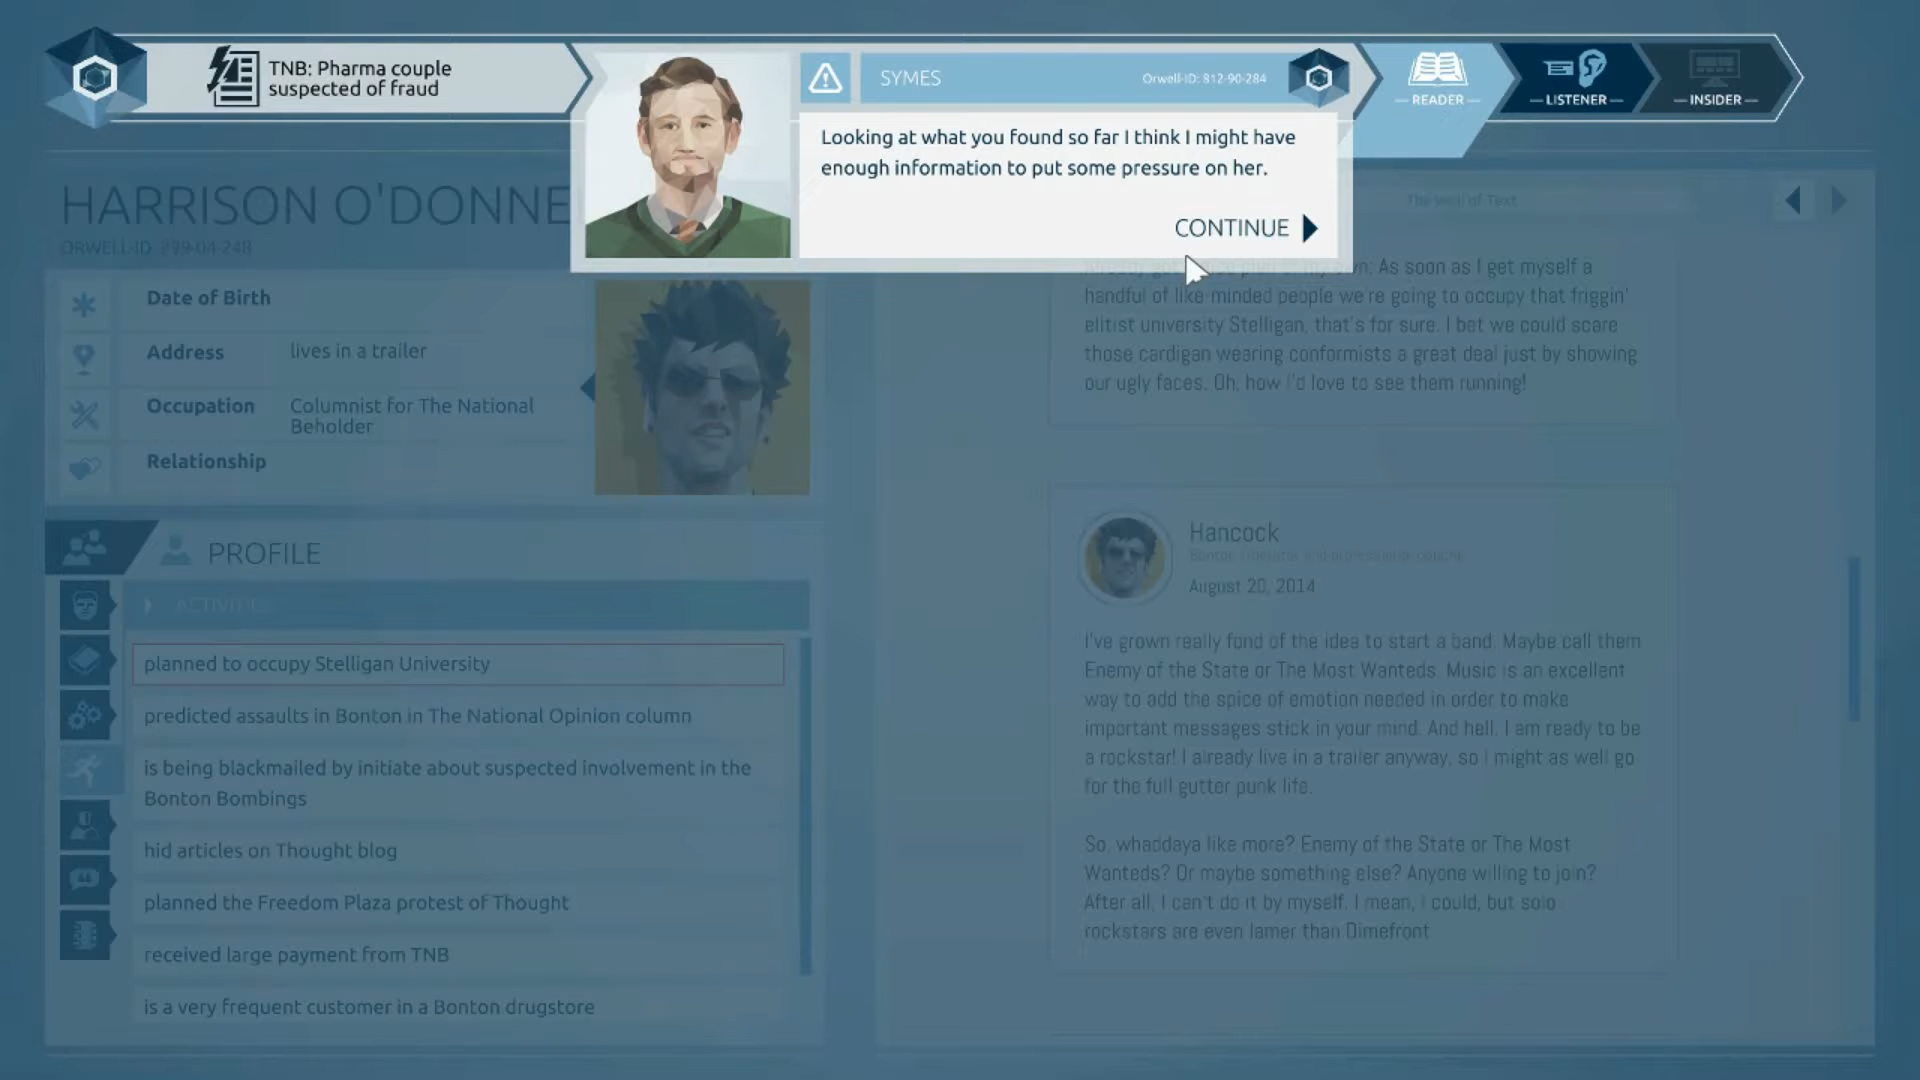 TNB: Pharma couple
suspected of fraud
SYMES
Orwell-ID: 812-90-284
Looking at what you found so far I think I might have
enough information to put some pressure on her.
CONTINUE
READER
LISTENER
INSIDER
HARRISON O'DONNE
ORWELL-ID: 299-04-248
Date of Birth
Address lives in a trailer
Occupation Columnist for The National
Beholder
Relationship
PROFILE
ACTIVITIES
planned to occupy Stelligan University
predicted assaults in Bonton in The National Opinion column
is being blackmailed by initiate about suspected involvement in the
Bonton Bombings
hid articles on Thought blog
planned the Freedom Plaza protest of Thought
received large payment from TNB
is a very frequent customer in a Bonton drugstore
The Wall of Text
own: As soon as I get myself a
handful of like-minded people we're going to occupy that friggin'
elitist university Stelligan, that's for sure. I bet we could scare
those cardigan wearing conformists a great deal just by showing
our ugly faces. Oh, how I'd love to see them running!
Hancock
August 20, 2014
I've grown really fond of the idea to start a band. Maybe call them
Enemy of the State or The Most Wanteds. Music is an excellent
way to add the spice of emotion needed in order to make
important messages stick in your mind. And hell, I am ready to be
a rockstar! I already live in a trailer anyway, so I might as well go
for the full gutter punk life.
So, whaddaya like more? Enemy of the State or The Most
Wanteds? Or maybe something else? Anyone willing to join?
After all, I can't do it by myself. I mean, I could, but solo
rockstars are even lamer than Dimefront